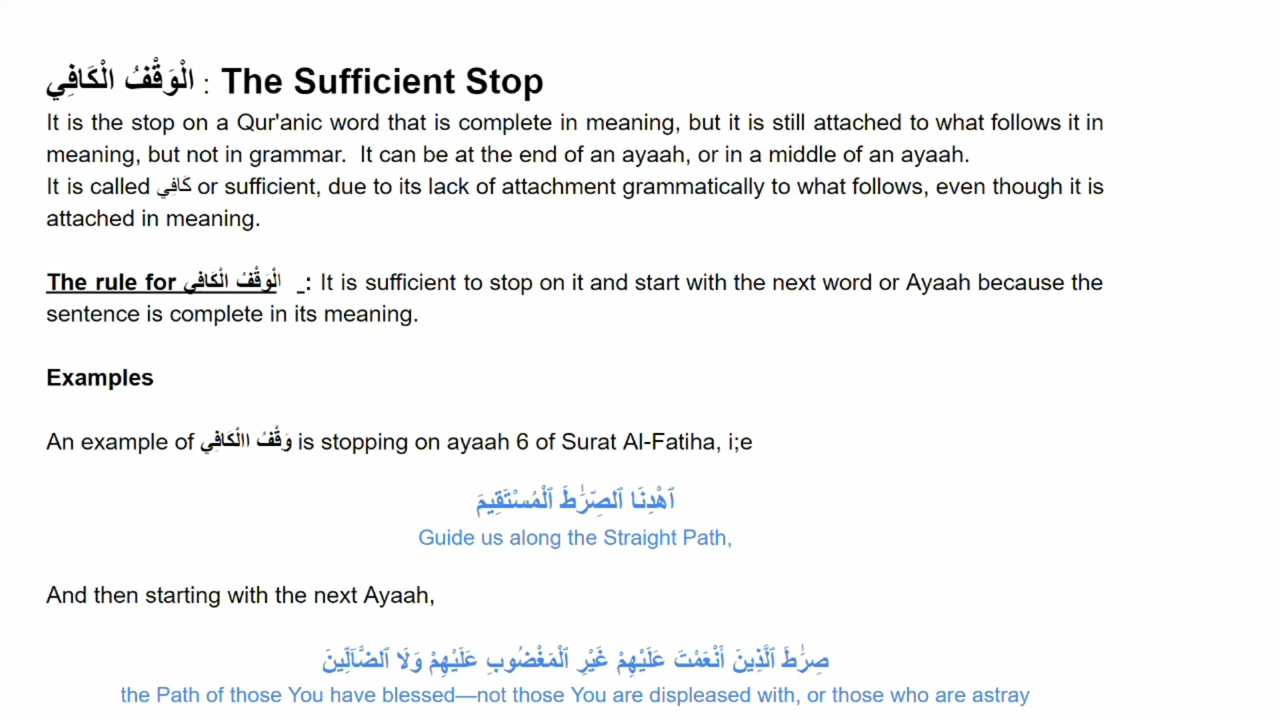 الْوَقْفُ الْكَافِي : The Sufficient Stop
It is the stop on a Qur'anic word that is complete in meaning, but it is still attached to what follows it in
meaning, but not in grammar.  It can be at the end of an ayaah, or in a middle of an ayaah.
It is called كَافِي or sufficient, due to its lack of attachment grammatically to what follows, even though it is
attached in meaning.
The rule for الْوَقْفُ الْكَافِي _: It is sufficient to stop on it and start with the next word or Ayaah because the
sentence is complete in its meaning.
Examples
An example of وَقْفُ االْكَافِي is stopping on ayaah 6 of Surat Al-Fatiha, i;e
ٱهْدِنَا ٱلصِّرَٰطَ ٱلْمُسْتَقِيمَ
Guide us along the Straight Path,
And then starting with the next Ayaah,
صِرَٰطَ ٱلَّذِينَ أَنْعَمْتَ عَلَيْهِمْ غَيْرِ ٱلْمَغْضُوبِ عَلَيْهِمْ وَلَا ٱلضَّآلِّينَ
the Path of those You have blessed—not those You are displeased with, or those who are astray